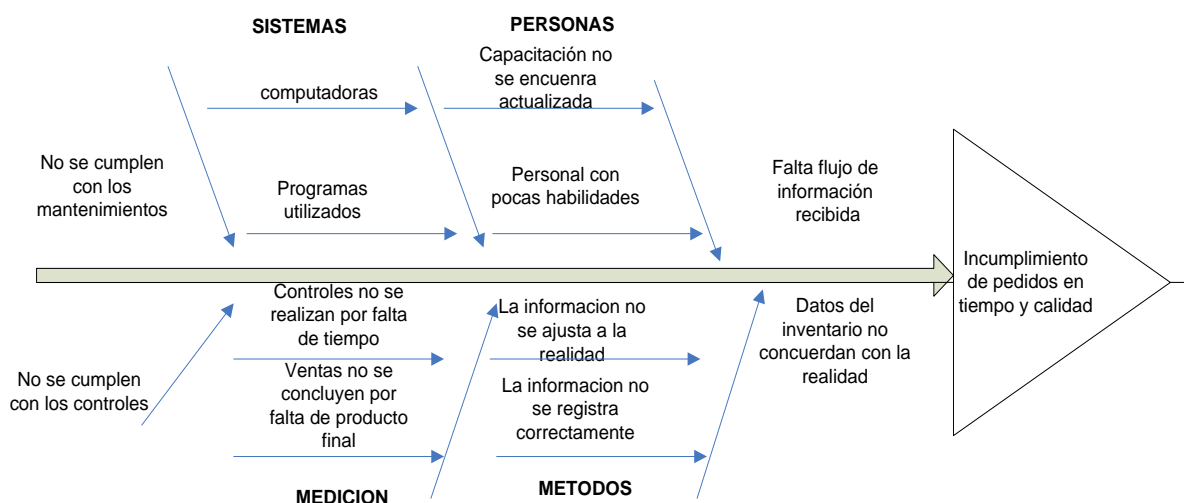 SISTEMAS
PERSONAS
computadoras
Capacitación no
se encuenra
actualizada
No se cumplen
con los
mantenimientos
Programas
utilizados
Personal con
pocas habilidades
Falta flujo de
información
recibida
Incumplimiento
de pedidos en
tiempo y calidad
Controles no se
realizan por falta
de tiempo
La informacion no
se ajusta a la
realidad
Datos del
inventario no
concuerdan con la
realidad
No se cumplen
con los controles
Ventas no se
concluyen por
falta de producto
final
La informacion no
se registra
correctamente
MEDICION
METODOS